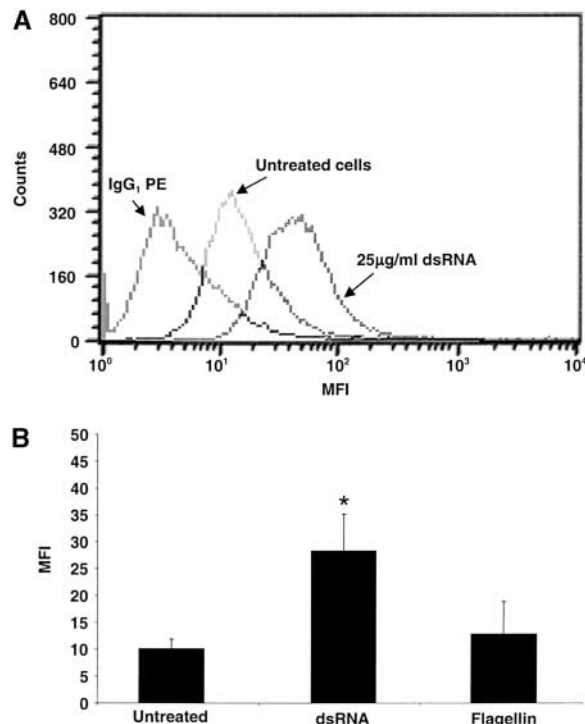 A
800
640
480
320
160
0
Counts
IgG₁ PE
Untreated cells
25µg/ml dsRNA
10⁰ 10¹ 10² 10³ 10⁴
MFI
B
50
45
40
35
30
25
20
15
10
5
0
MFI
*
Untreated dsRNA Flagellin